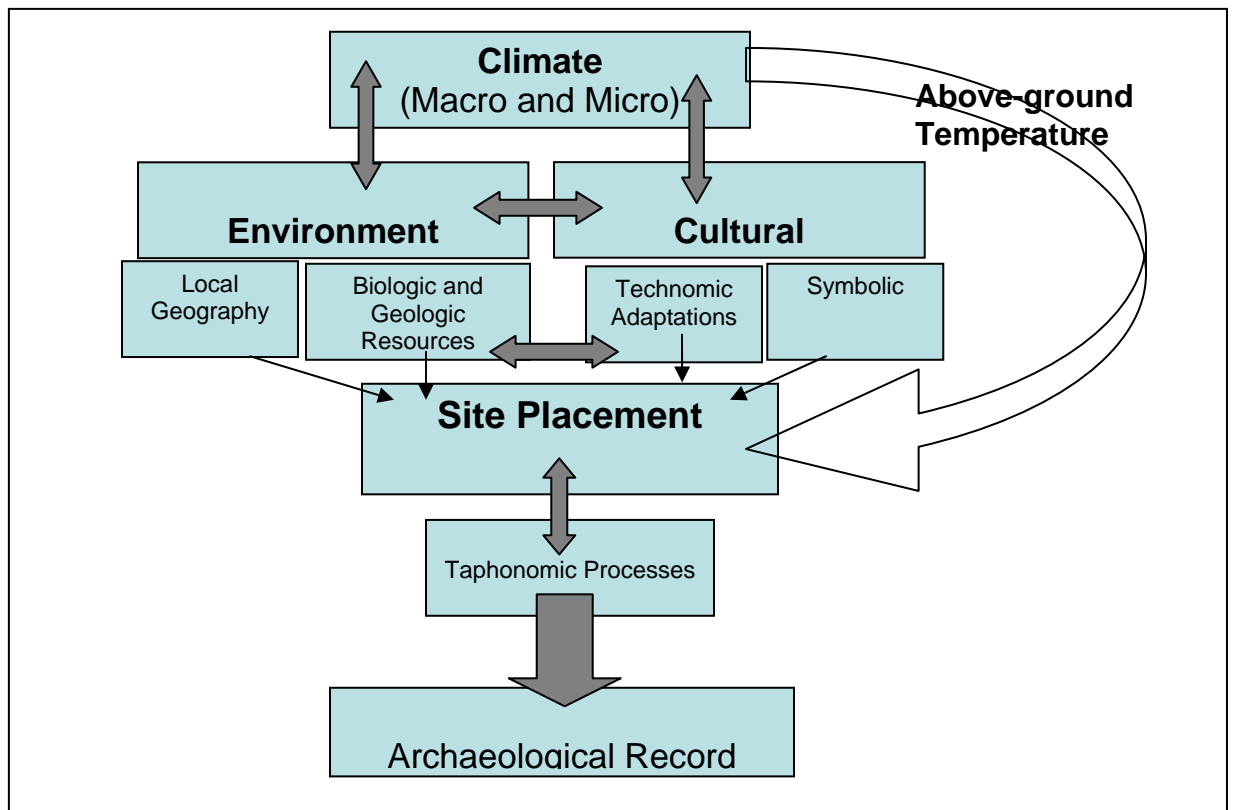 Climate
(Macro and Micro)
Above-ground
Temperature
Environment
Cultural
Local
Geography
Biologic and
Geologic
Resources
Technomic
Adaptations
Symbolic
Site Placement
Taphonomic Processes
Archaeological Record